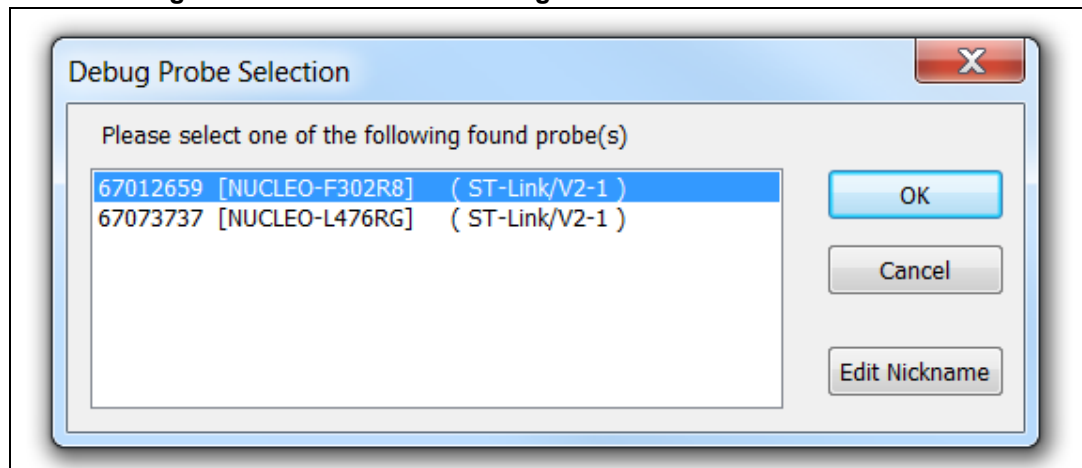 Debug Probe Selection
X
Please select one of the following found probe(s)
67012659 [NUCLEO-F302R8] ( ST-Link/V2-1 )
67073737 [NUCLEO-L476RG] ( ST-Link/V2-1 )
OK
Cancel
Edit Nickname